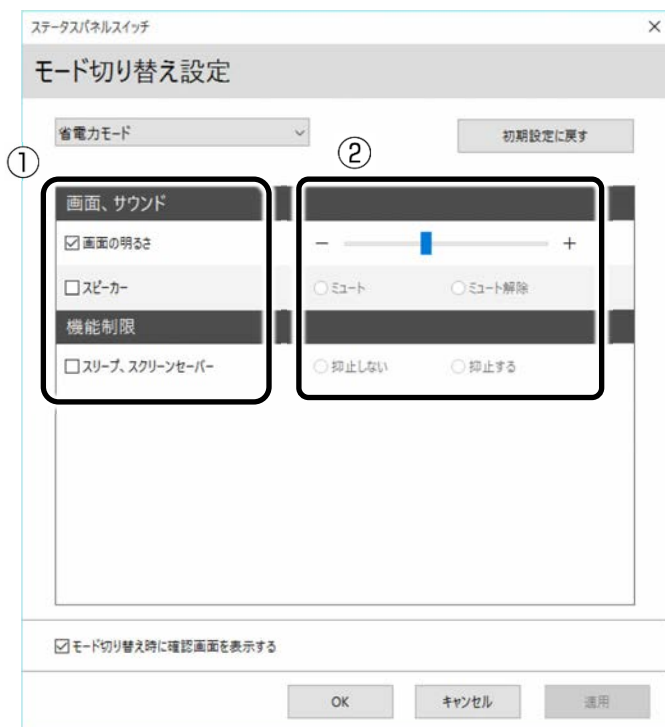 ステータスパネルスイッチ
モード切り替え設定
省電力モード
初期設定に戻す
① ②
画面、サウンド
画面の明るさ − +
スピーカー ミュート ミュート解除
機能制限
スリープ、スクリーンセーバー 抑止しない 抑止する
モード切り替え時に確認画面を表示する
OK キャンセル 適用